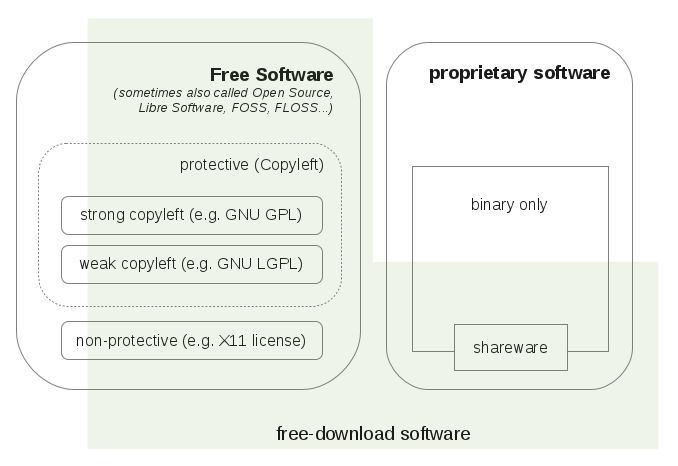 Free Software
(sometimes also called Open Source,
Libre Software, FOSS, FLOSS...)
protective (Copyleft)
strong copyleft (e.g. GNU GPL)
weak copyleft (e.g. GNU LGPL)
non-protective (e.g. X11 license)
proprietary software
binary only
shareware
free-download software